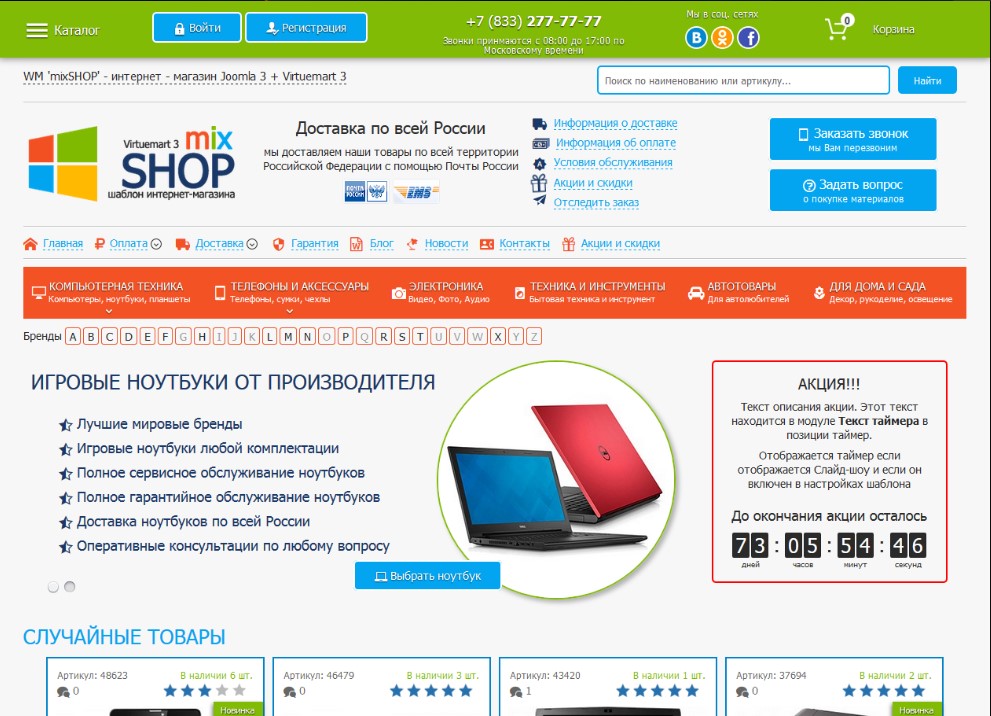 Каталог
Войти
Регистрация
+7 (833) 277-77-77
Звонки принмаются с 08:00 до 17:00 по
Московскому времени
Мы в соц. сетях
0
Корзина
WM 'mixSHOP' - интернет - магазин Joomla 3 + Virtuemart 3
Поиск по наименованию или артикулу...
Найти
Virtuemart 3 mix
SHOP
шаблон интернет-магазина
Доставка по всей России
мы доставляем наши товары по всей территории
Российской Федерации с помощью Почты России
ПОЧТА РОССИИ
EMS
Информация о доставке
Информация об оплате
Условия обслуживания
Акции и скидки
Отследить заказ
Заказать звонок
мы Вам перезвоним
Задать вопрос
о покупке материалов
Главная Оплата Доставка Гарантия Блог Новости Контакты Акции и скидки
КОМПЬЮТЕРНАЯ ТЕХНИКА
Компьютеры, ноутбуки, планшеты
ТЕЛЕФОНЫ И АКСЕССУАРЫ
Телефоны, сумки, чехлы
ЭЛЕКТРОНИКА
Видео, Фото, Аудио
ТЕХНИКА И ИНСТРУМЕНТЫ
Бытовая техника и инструмент
АВТОТОВАРЫ
Для автолюбителей
ДЛЯ ДОМА И САДА
Декор, рукоделие, освещение
Бренды A B C D E F G H I J K L M N O P Q R S T U V W X Y Z
ИГРОВЫЕ НОУТБУКИ ОТ ПРОИЗВОДИТЕЛЯ
Лучшие мировые бренды
Игровые ноутбуки любой комплектации
Полное сервисное обслуживание ноутбуков
Полное гарантийное обслуживание ноутбуков
Доставка ноутбуков по всей России
Оперативные консультации по любому вопросу
Выбрать ноутбук
АКЦИЯ!!!
Текст описания акции. Этот текст
находится в модуле Текст таймера в
позиции таймер.
Отображается таймер если
отображается Слайд-шоу и если он
включен в настройках шаблона
До окончания акции осталось
73 : 05 : 54 : 46
дней часов минут секунд
СЛУЧАЙНЫЕ ТОВАРЫ
Артикул: 48623 В наличии 6 шт.
0
Новинка
Артикул: 46479 В наличии 3 шт.
0
Артикул: 43420 В наличии 1 шт.
1
Артикул: 37694 В наличии 2 шт.
0
Новинка